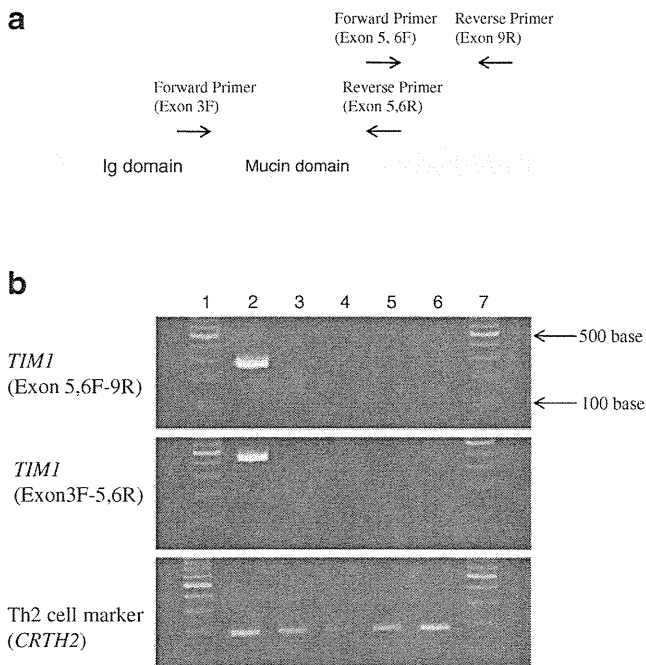 a
Forward Primer
(Exon 5, 6F)
Reverse Primer
(Exon 9R)
Forward Primer
(Exon 3F)
Reverse Primer
(Exon 5,6R)
Ig domain
Mucin domain
b
1 2 3 4 5 6 7
TIM1
(Exon 5,6F-9R)
500 base
100 base
TIM1
(Exon3F-5,6R)
Th2 cell marker
(CRTH2)